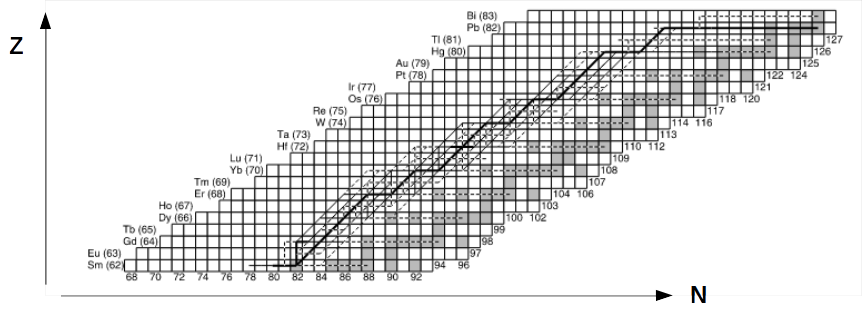 Z
Bi (83)
Pb (82)
Tl (81)
Hg (80)
Au (79)
Pt (78)
Ir (77)
Os (76)
Re (75)
W (74)
Ta (73)
Hf (72)
Lu (71)
Yb (70)
Tm (69)
Er (68)
Ho (67)
Dy (66)
Tb (65)
Gd (64)
Eu (63)
Sm (62)
127
126
122 124
121
118 120
117
114 116
113
110 112
109
108
107
104 106
103
100 102
99
98
97
68 70 72 74 76 78 80 82 84 86 88 90 92 94 96
N